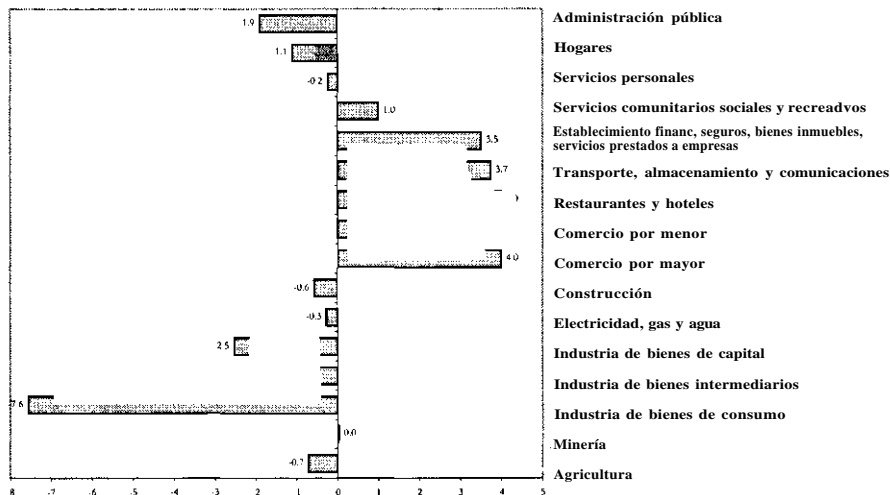 1.9
Administración pública
1.1
Hogares
-0.2
Servicios personales
1.0
Servicios comunitarios sociales y recreadvos
3.5
Establecimiento financ, seguros, bienes inmuebles,
servicios prestados a empresas
3.7
Transporte, almacenamiento y comunicaciones
Restaurantes y hoteles
Comercio por menor
4.0
Comercio por mayor
-0.6
Construcción
-0.3
Electricidad, gas y agua
2.5
Industria de bienes de capital
Industria de bienes intermediarios
-7.6
Industria de bienes de consumo
0.0
Minería
-0.7
Agricultura
-8 -7 -6 -5 -4 -3 2 -1 0 1 2 3 4 5